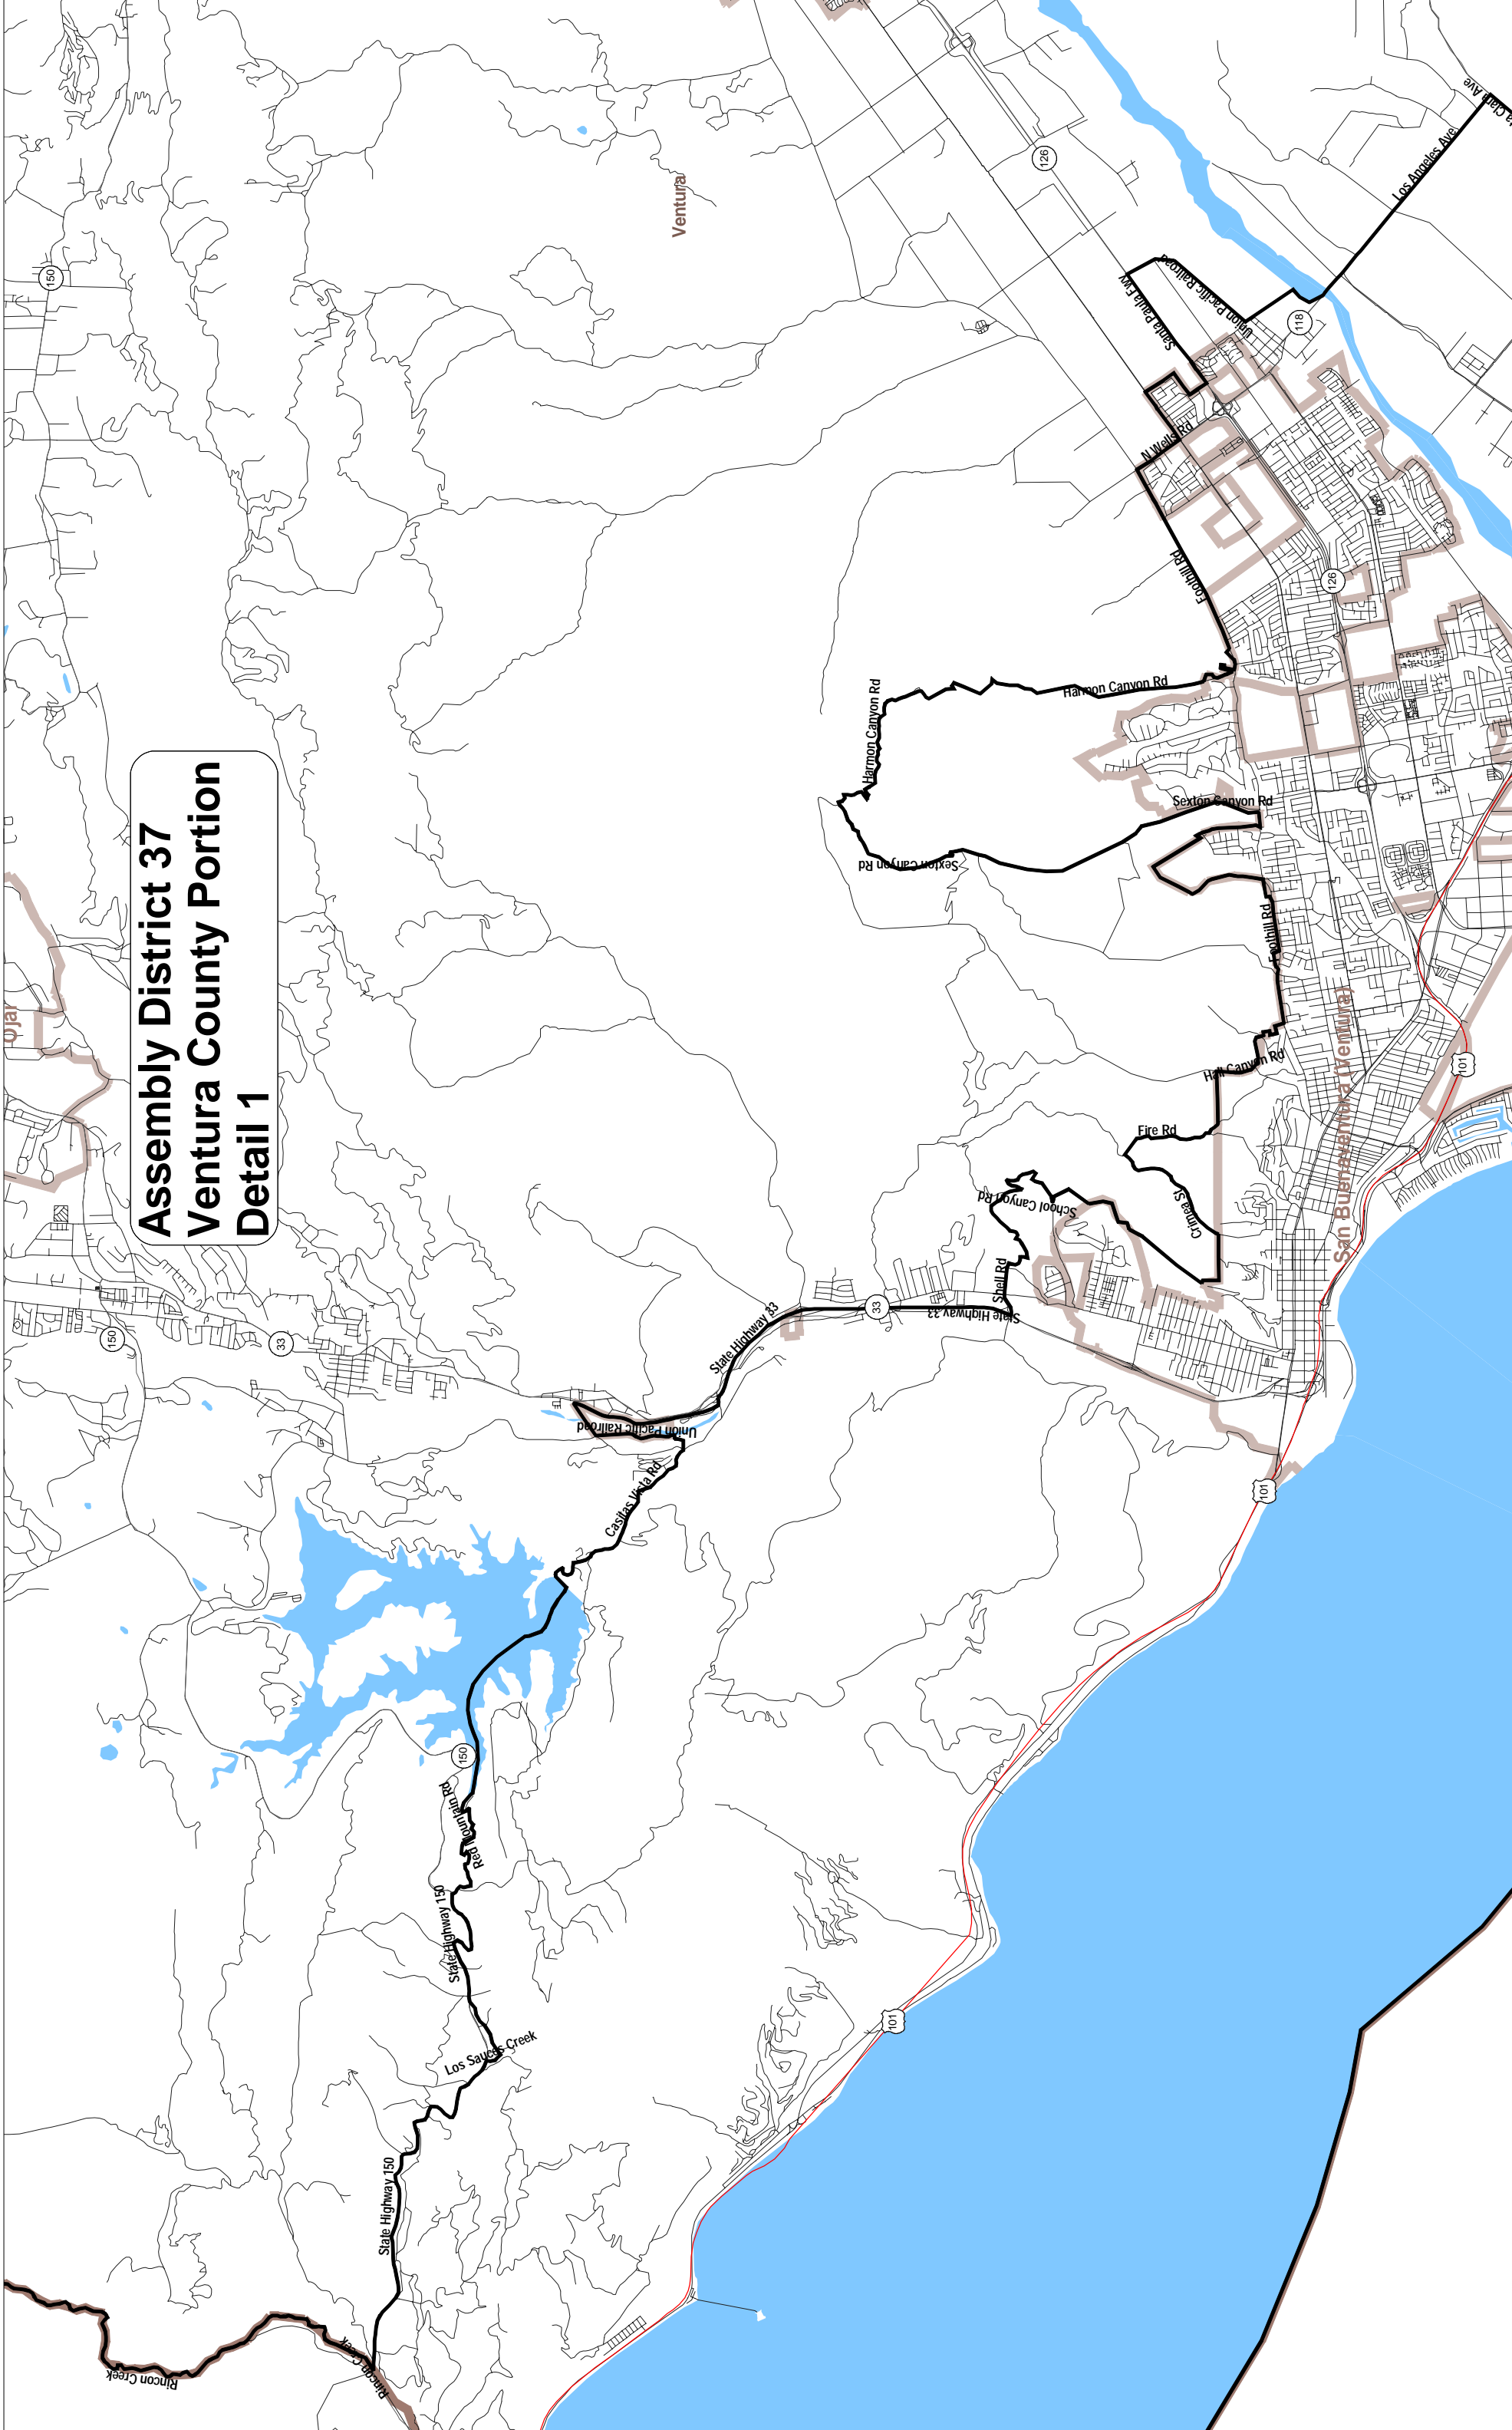 Assembly District 37
Ventura County Portion
Detail 1
Rincon Creek
Rincon Creek
State Highway 150
Los Sauces Creek
State Highway 150
Red Mountain Rd
150
Casitas Vista Rd
Union Pacific Railroad
State Highway 33
33
State Highway 33
Shell Rd
School Canyon Rd
Crimea St
Fire Rd
Hall Canyon Rd
Foothill Rd
Sexton Canyon Rd
Sexton Canyon Rd
Harmon Canyon Rd
Harmon Canyon Rd
Foothill Rd
N Wells Rd
Santa Paula Fwy
Union Pacific Railroad
118
Los Angeles Ave
Clara Ave
126
126
150
150
33
Ojai
Ventura
San Buenaventura (Ventura)
101
101
101